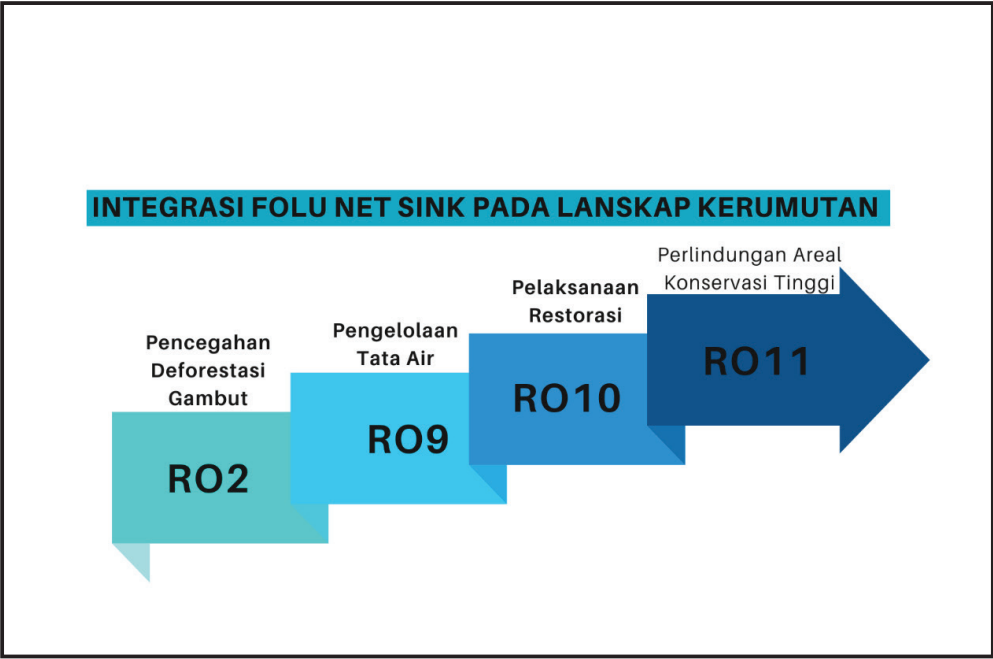 INTEGRASI FOLU NET SINK PADA LANSKAP KERUMUTAN
Pencegahan
Deforestasi
Gambut
RO2
Pengelolaan
Tata Air
RO9
Pelaksanaan
Restorasi
RO10
Perlindungan Areal
Konservasi Tinggi
RO11